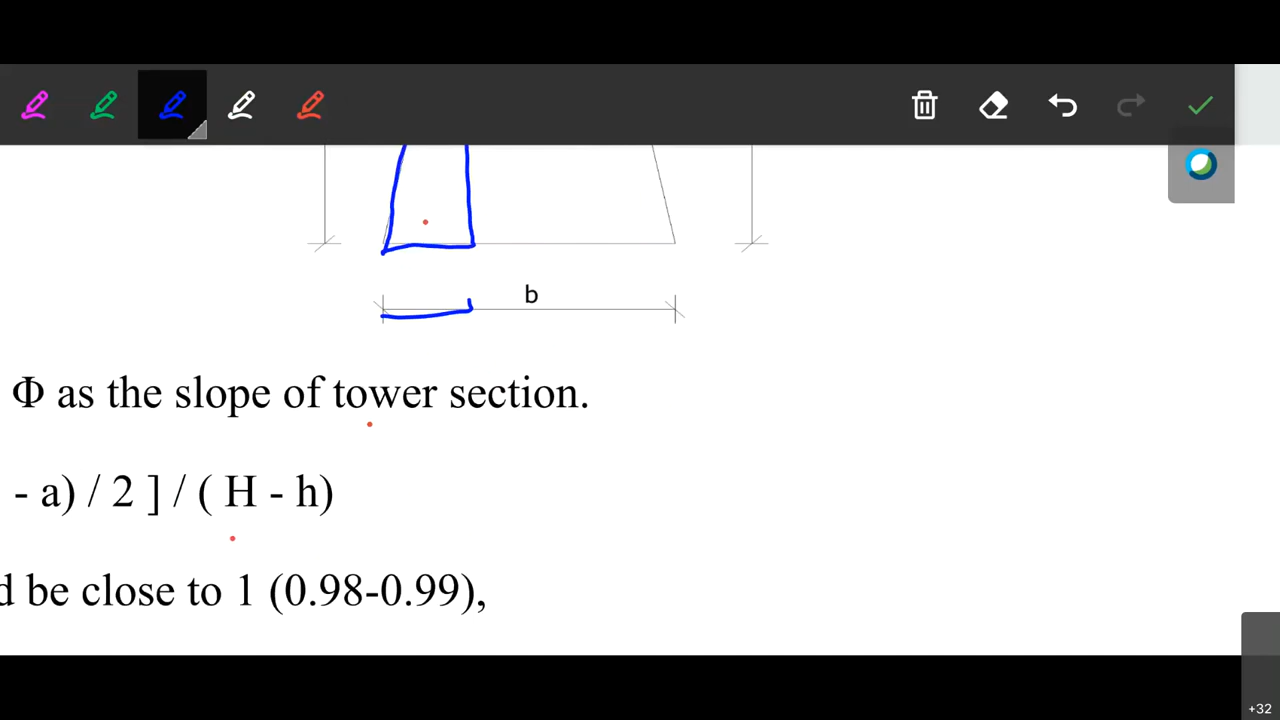 b
Φ as the slope of tower section.
- a) / 2 ] / ( H - h)
d be close to 1 (0.98-0.99),
+32